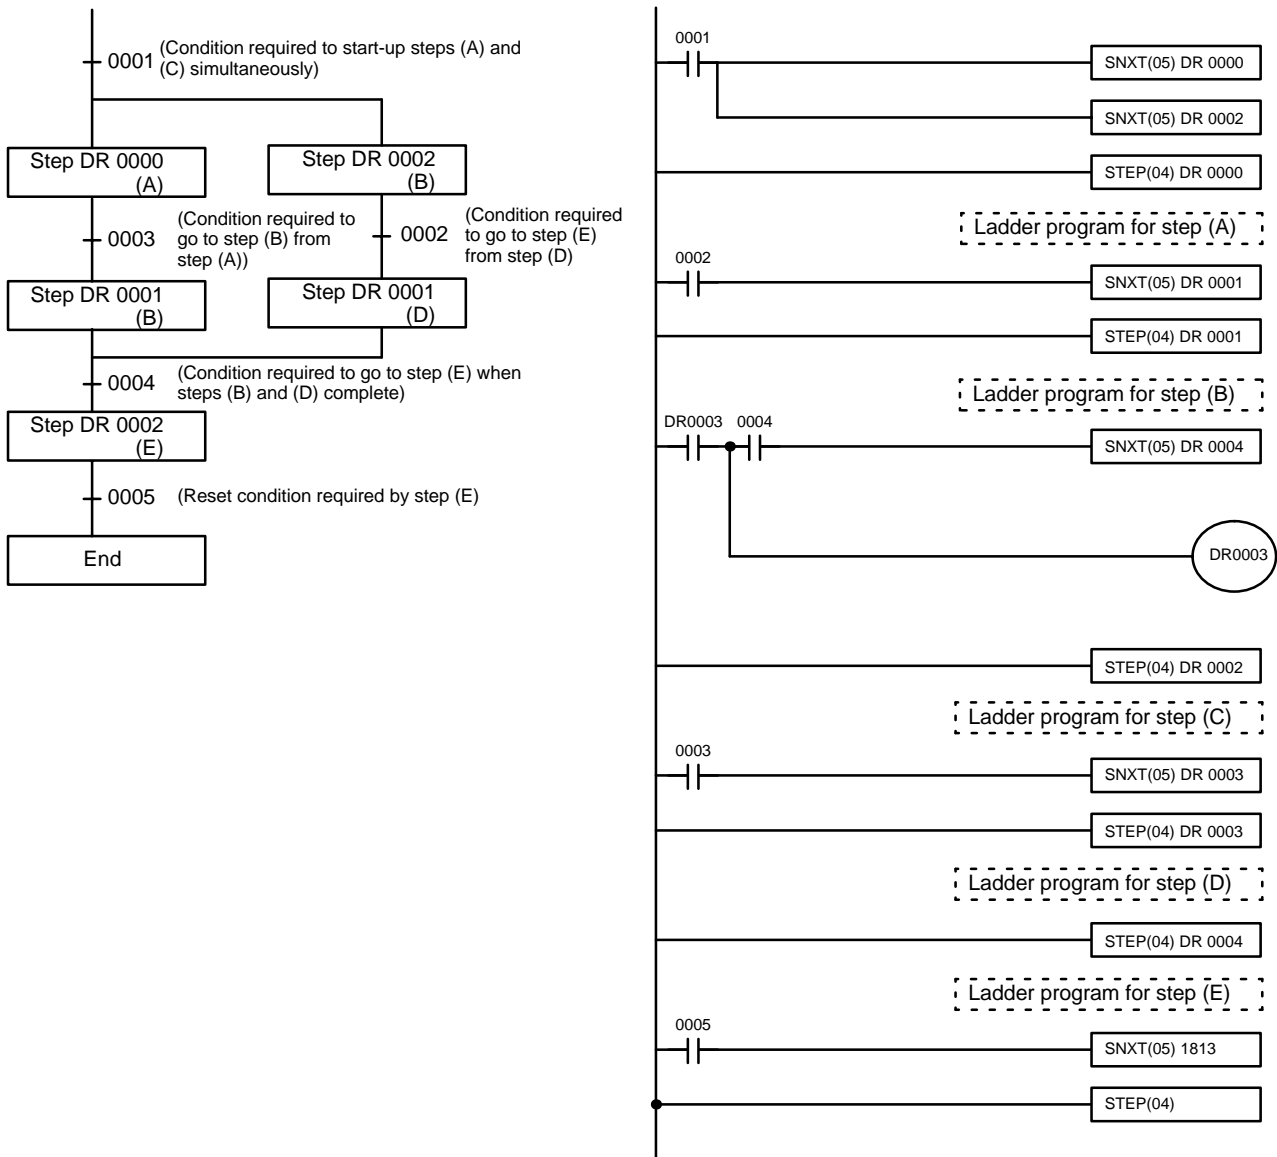 0001
(Condition required to start-up steps (A) and
(C) simultaneously)
Step DR 0000
(A)
Step DR 0002
(B)
0003
(Condition required to
go to step (B) from
step (A))
0002
(Condition required
to go to step (E)
from step (D)
Step DR 0001
(B)
Step DR 0001
(D)
0004
(Condition required to go to step (E) when
steps (B) and (D) complete)
Step DR 0002
(E)
0005
(Reset condition required by step (E)
End
0001
SNXT(05) DR 0000
SNXT(05) DR 0002
STEP(04) DR 0000
Ladder program for step (A)
0002
SNXT(05) DR 0001
STEP(04) DR 0001
Ladder program for step (B)
DR0003 0004
SNXT(05) DR 0004
DR0003
STEP(04) DR 0002
Ladder program for step (C)
0003
SNXT(05) DR 0003
STEP(04) DR 0003
Ladder program for step (D)
STEP(04) DR 0004
Ladder program for step (E)
0005
SNXT(05) 1813
STEP(04)